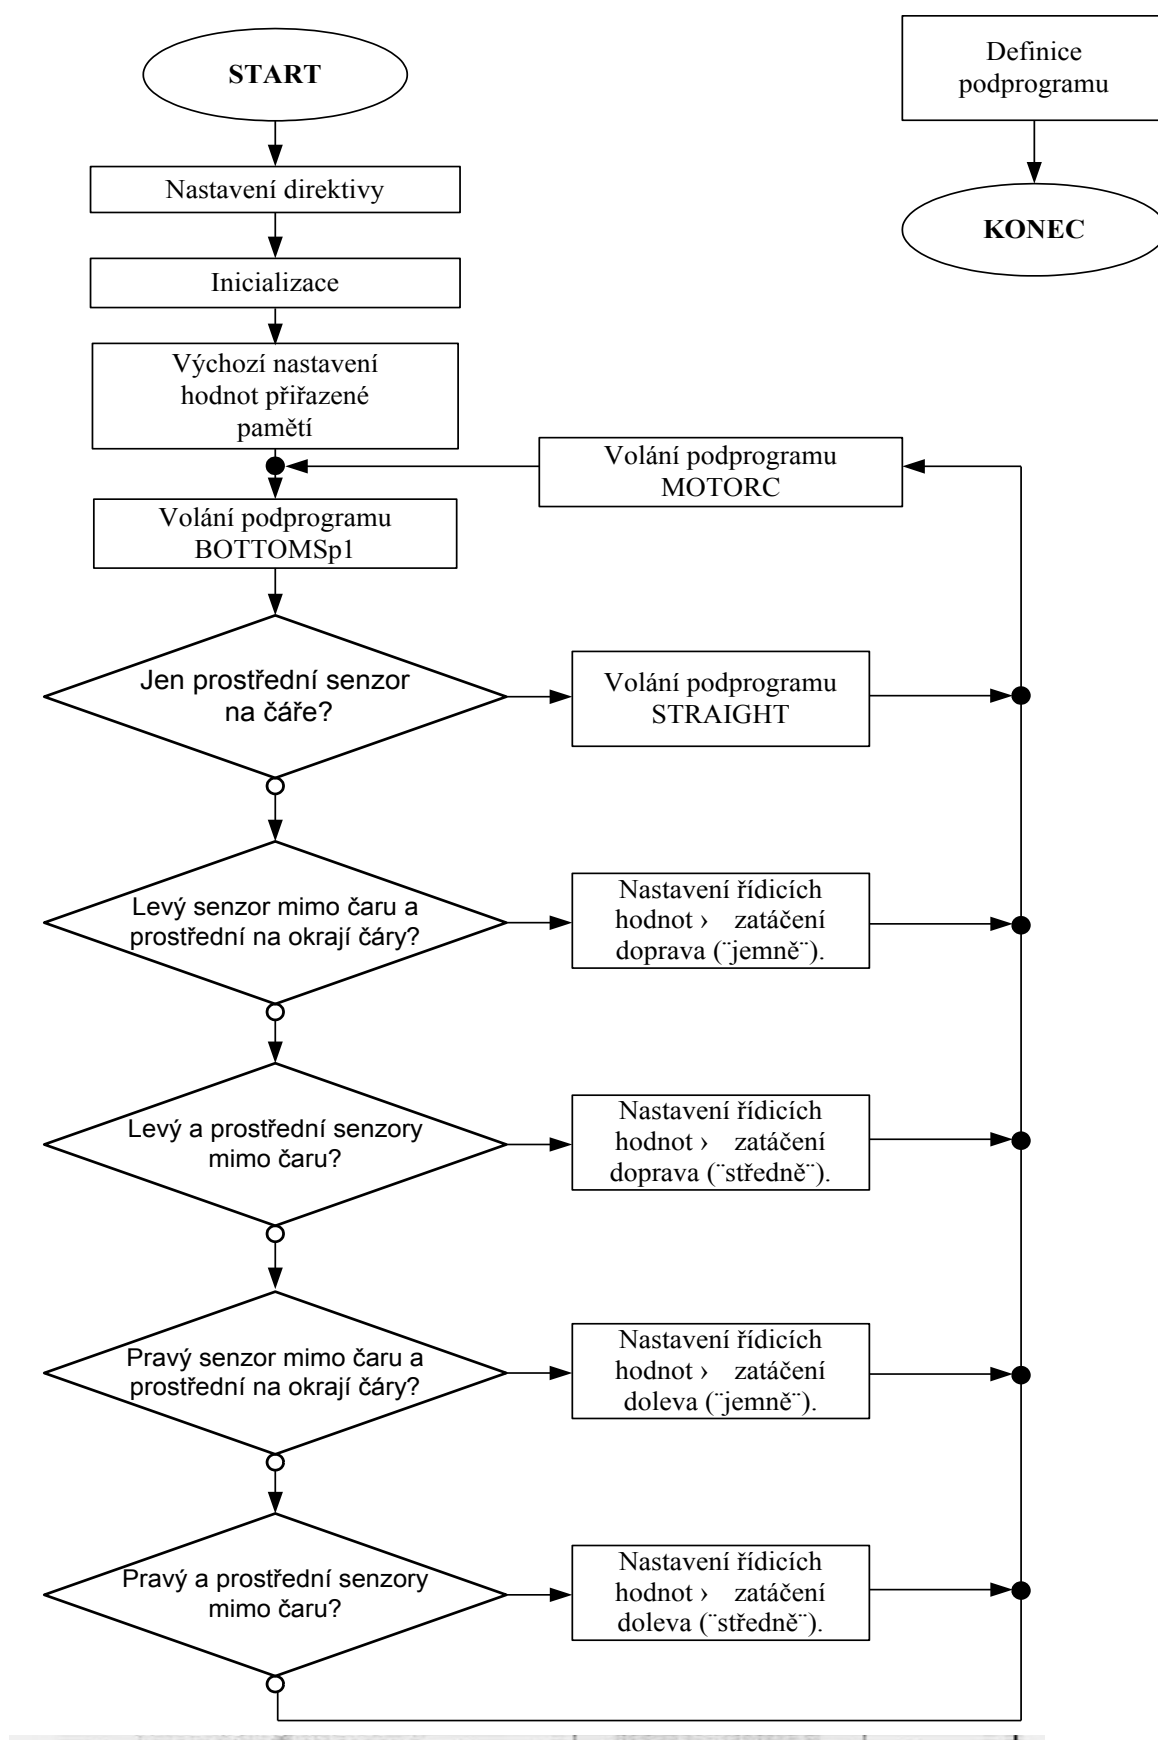 START
Nastavení direktivy
Inicializace
Výchozí nastavení
hodnot přiřazené
pamětí
Volání podprogramu
MOTORC
Volání podprogramu
BOTTOMSp1
Jen prostřední senzor
na čáře?
Volání podprogramu
STRAIGHT
Levý senzor mimo čaru a
prostřední na okrají čáry?
Nastavení řídicích
hodnot › zatáčení
doprava (¨jemně¨).
Levý a prostřední senzory
mimo čaru?
Nastavení řídicích
hodnot › zatáčení
doprava (¨středně¨).
Pravý senzor mimo čaru a
prostřední na okrají čáry?
Nastavení řídicích
hodnot › zatáčení
doleva (¨jemně¨).
Pravý a prostřední senzory
mimo čaru?
Nastavení řídicích
hodnot › zatáčení
doleva (¨středně¨).
Definice
podprogramu
KONEC